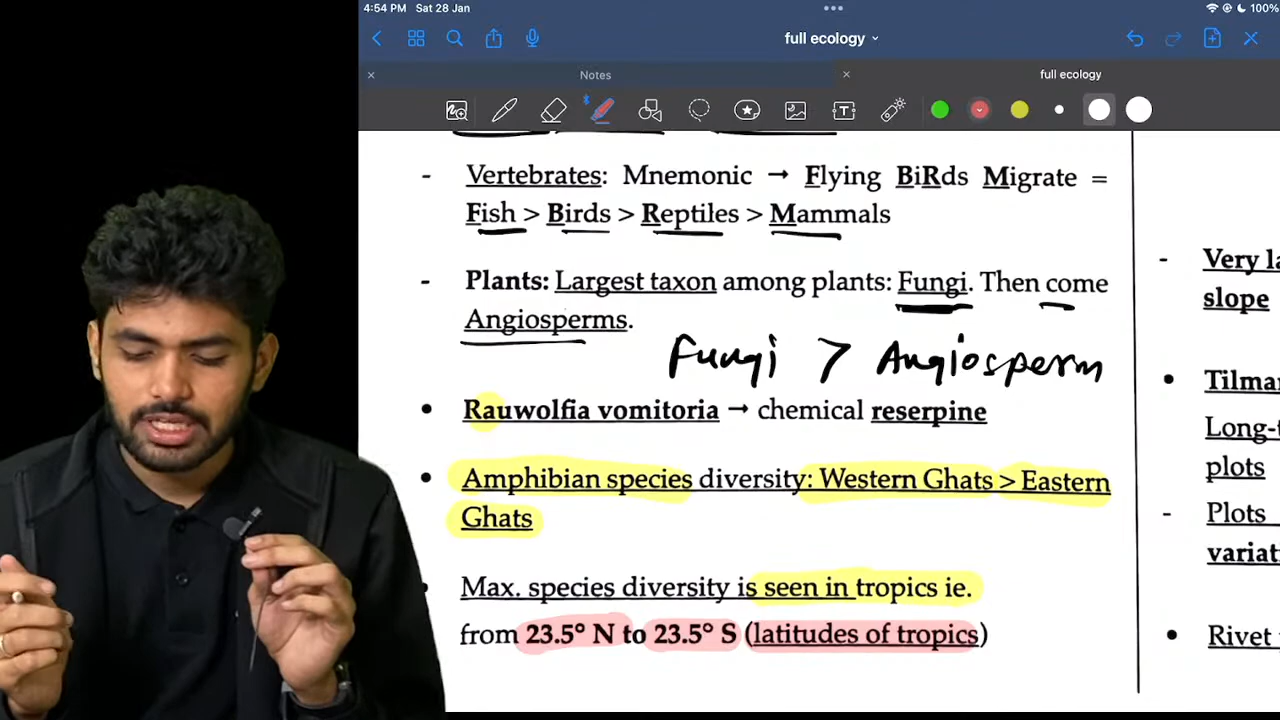 4:54 PM Sat 28 Jan
100%
full ecology
Notes
full ecology
- Vertebrates: Mnemonic → Flying BiRds Migrate =
Fish > Birds > Reptiles > Mammals
- Plants: Largest taxon among plants: Fungi. Then come
Angiosperms.
Fungi > Angiosperm
• Rauwolfia vomitoria → chemical reserpine
• Amphibian species diversity: Western Ghats > Eastern
Ghats
• Max. species diversity is seen in tropics ie.
from 23.5° N to 23.5° S (latitudes of tropics)
- Very la
slope
• Tilma
Long-t
plots
- Plots
variat
• Rivet